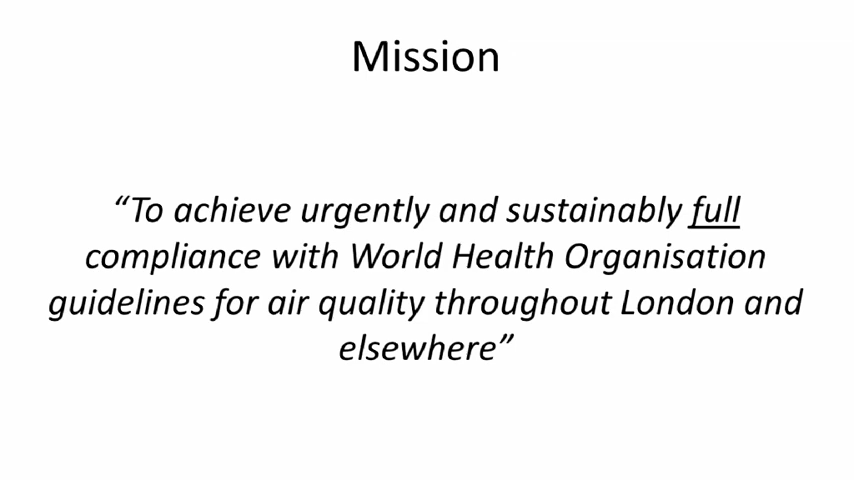 Mission
“To achieve urgently and sustainably full
compliance with World Health Organisation
guidelines for air quality throughout London and
elsewhere”